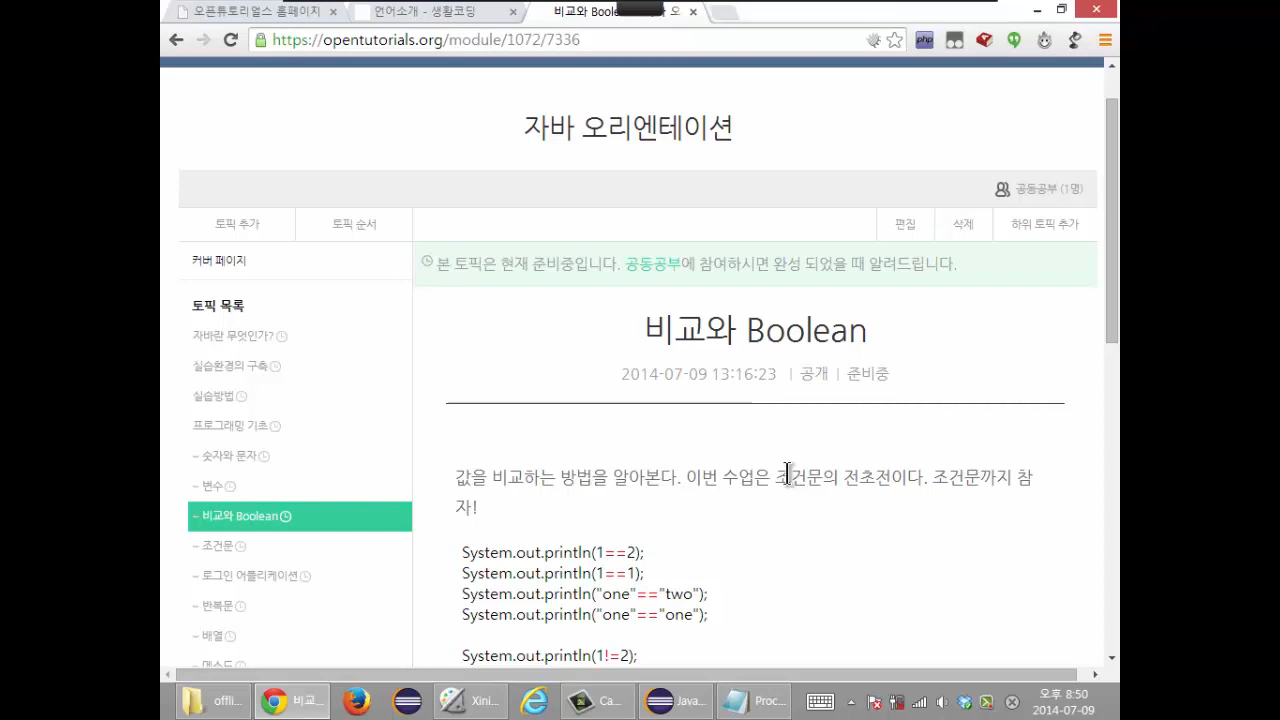 오픈튜토리얼스 홈페이지
언어소개 - 생활코딩
비교와 Boole
오
https://opentutorials.org/module/1072/7336
php
자바 오리엔테이션
공동공부 (1명)
토픽 추가
토픽 순서
편집
삭제
하위 토픽 추가
커버 페이지
본 토픽은 현재 준비중입니다. 공동공부에 참여하시면 완성 되었을 때 알려드립니다.
토픽 목록
자바란 무엇인가?
실습환경의 구축
실습방법
프로그래밍 기초
- 숫자와 문자
- 변수
- 비교와 Boolean
- 조건문
- 로그인 어플리케이션
- 반복문
- 배열
- 메소드
비교와 Boolean
2014-07-09 13:16:23 | 공개 | 준비중
값을 비교하는 방법을 알아본다. 이번 수업은 조건문의 전초전이다. 조건문까지 참
자!
System.out.println(1==2);
System.out.println(1==1);
System.out.println("one"=="two");
System.out.println("one"=="one");
System.out.println(1!=2);
offli...
비교...
Xini...
Ca...
Java...
Proc...
오후 8:50
2014-07-09